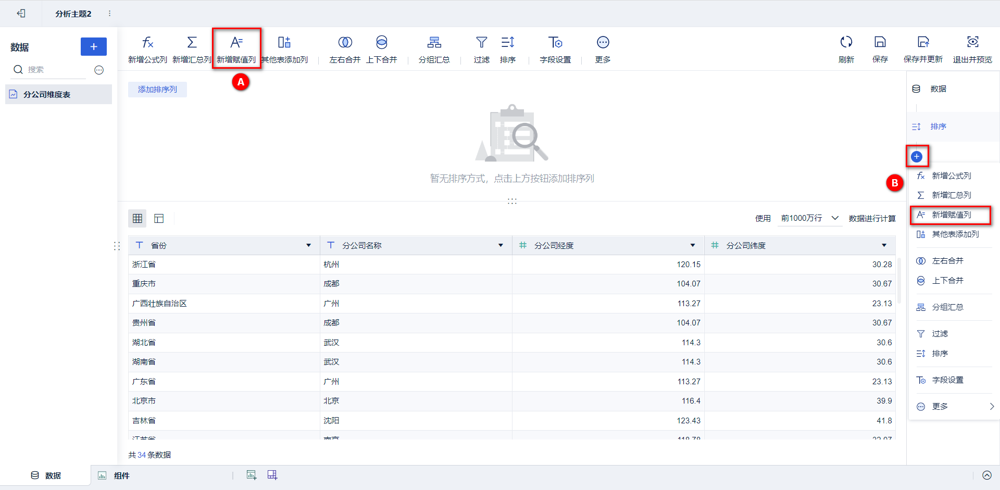 分析主题2
数据
搜索
分公司维度表
新增公式列 新增汇总列 新增赋值列 其他表添加列 左右合并 上下合并 分组汇总 过滤 排序 字段设置 更多 刷新 保存 保存并更新 退出并预览
A
添加排序列
暂无排序方式，点击上方按钮添加排序列
使用 前1000万行 数据进行计算
省份 分公司名称 分公司经度 分公司纬度
浙江省 杭州 120.15 30.28
重庆市 成都 104.07 30.67
广西壮族自治区 广州 113.27 23.13
贵州省 成都 104.07 30.67
湖北省 武汉 114.3 30.6
湖南省 武汉 114.3 30.6
广东省 广州 113.27 23.13
北京市 北京 116.4 39.9
吉林省 沈阳 123.43 41.8
共34条数据
数据
排序
B
新增公式列
新增汇总列
新增赋值列
其他表添加列
左右合并
上下合并
分组汇总
过滤
排序
字段设置
更多
数据 组件